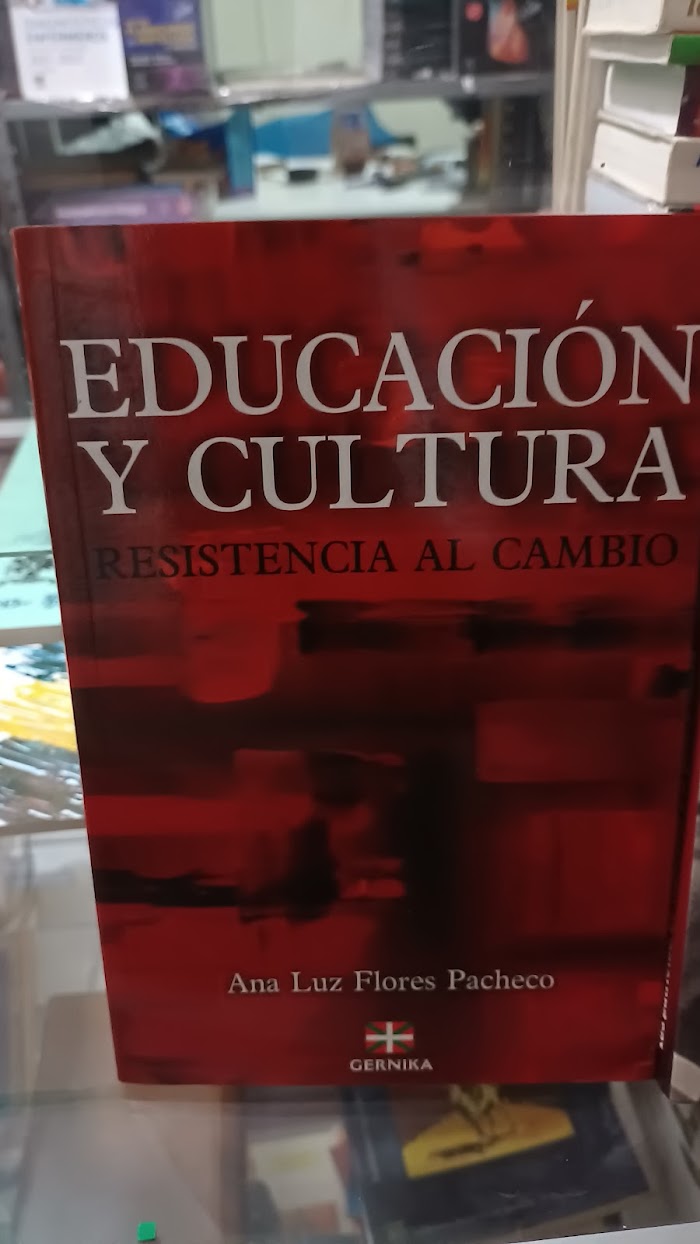 EDUCACIÓN
Y CULTURA
RESISTENCIA AL CAMBIO
Ana Luz Flores Pacheco
GERNIKA